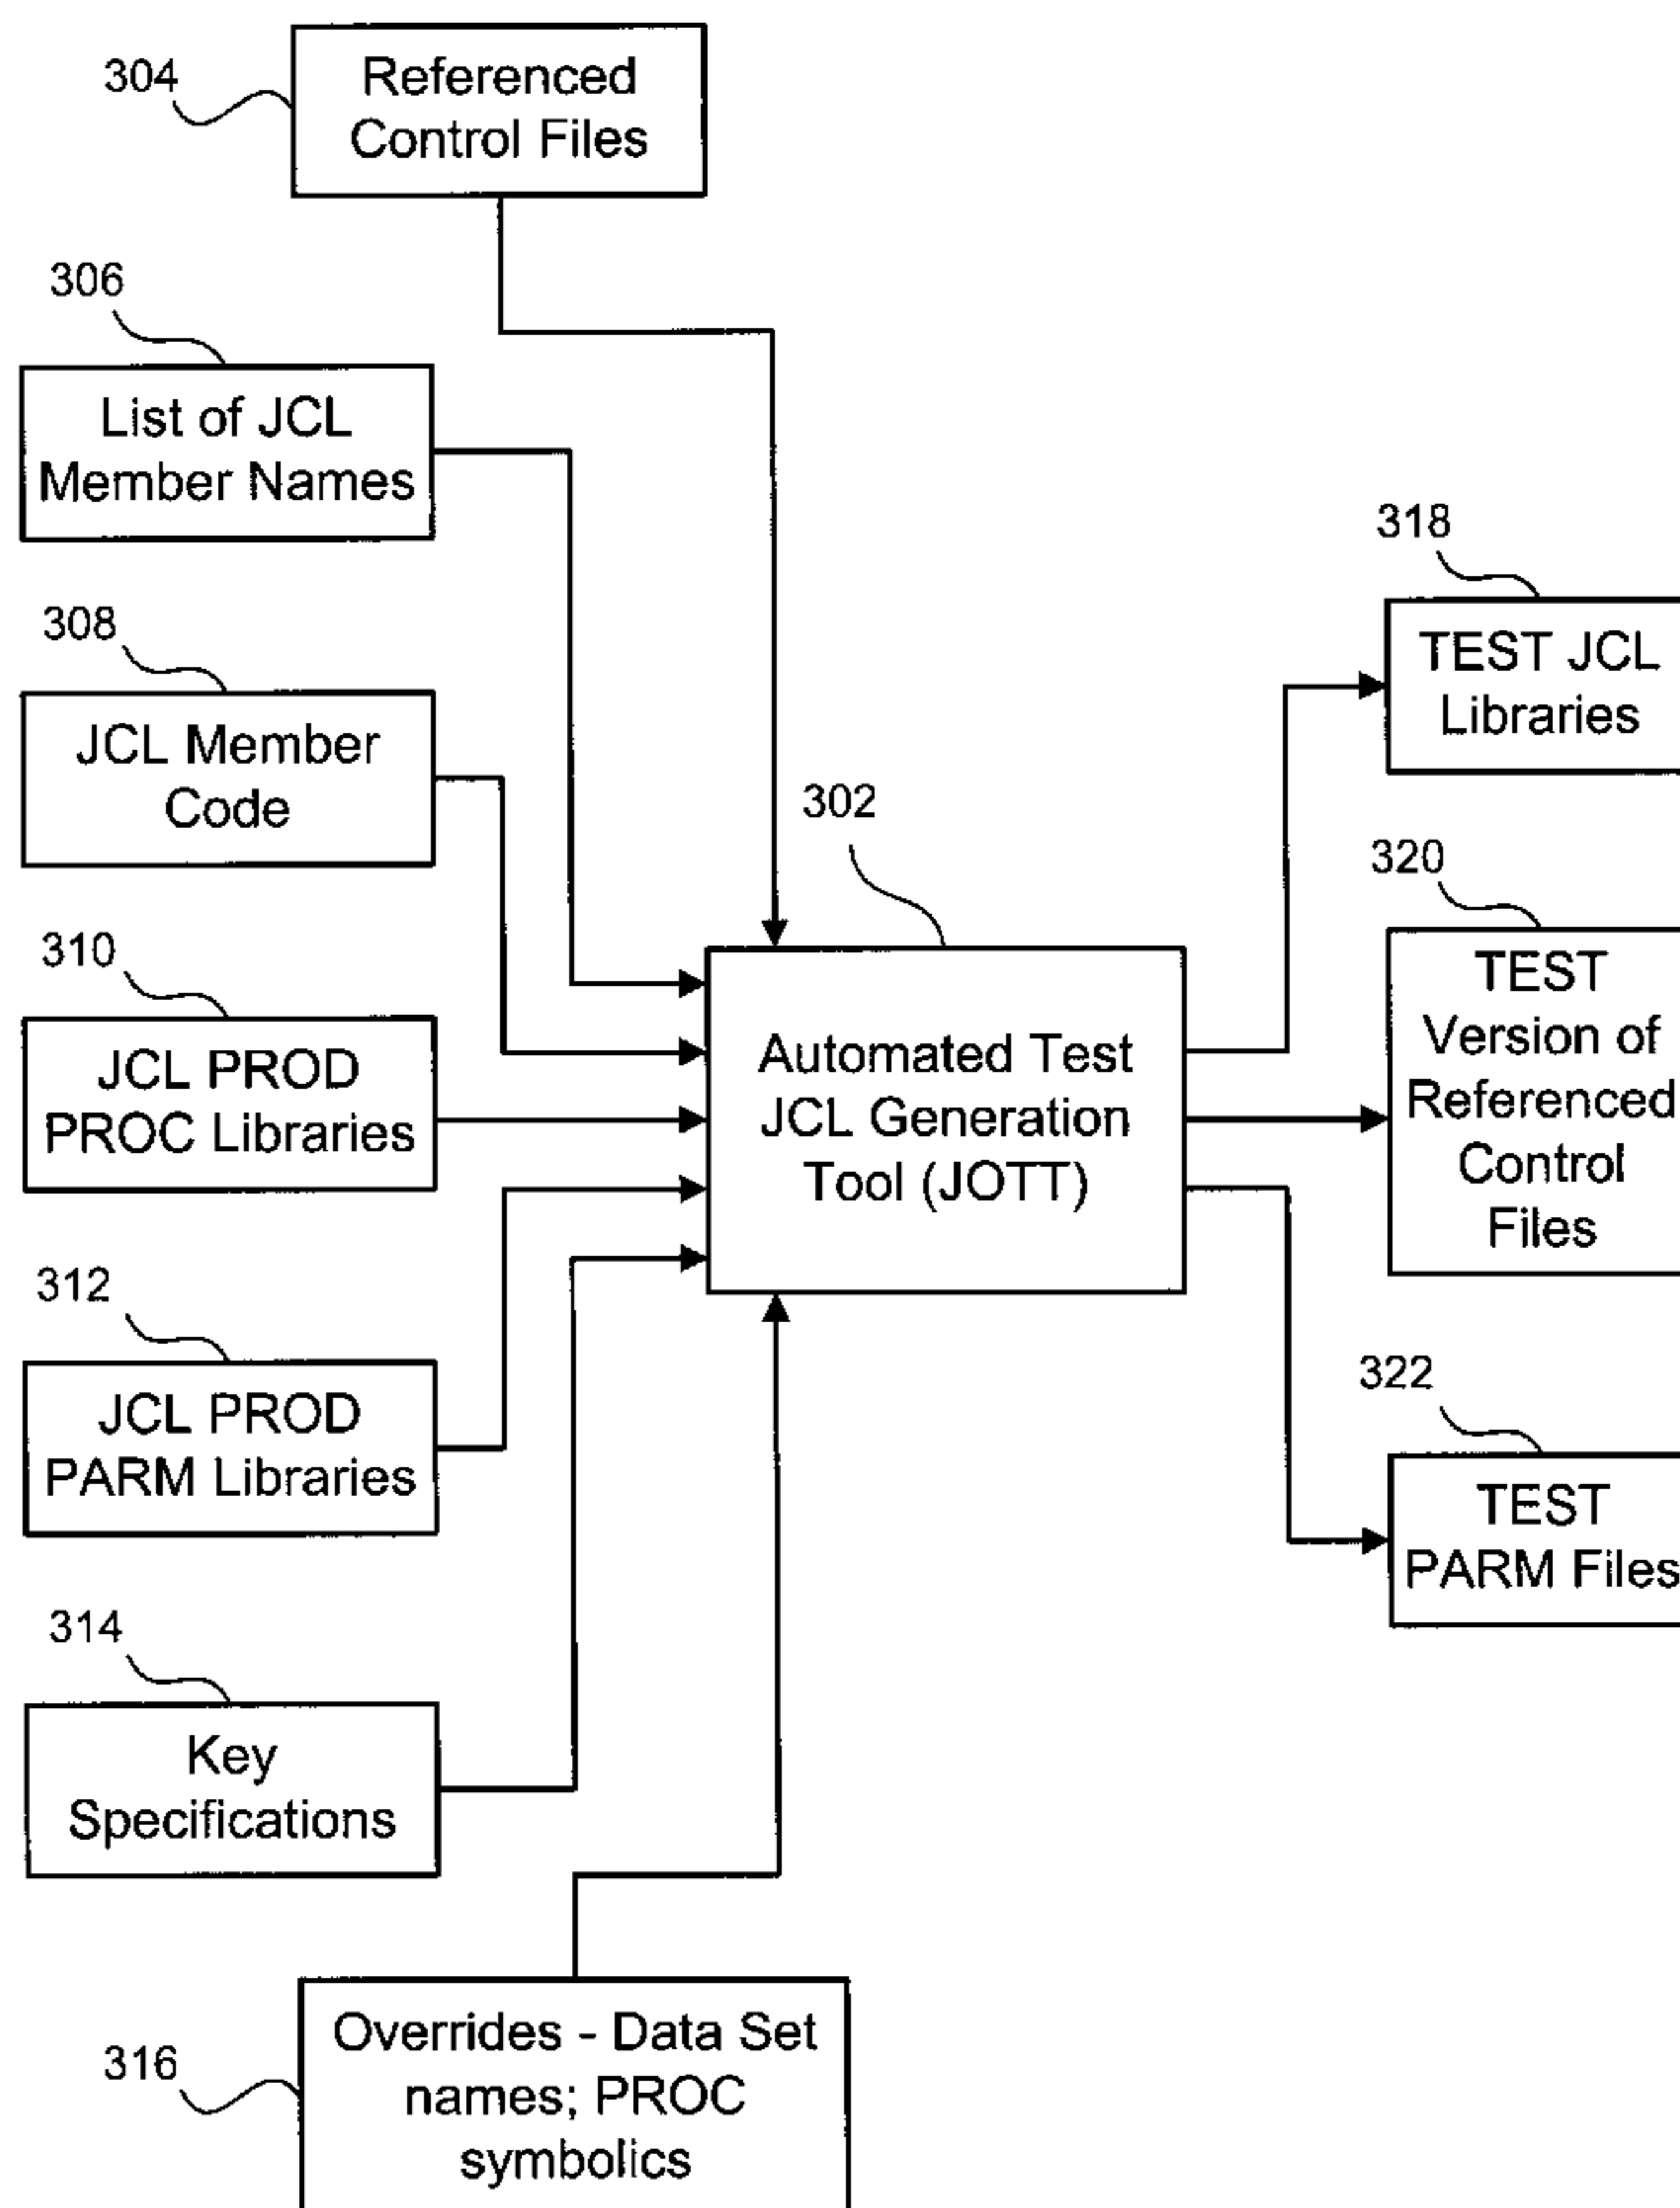 304
Referenced
Control Files
306
List of JCL
Member Names
308
JCL Member
Code
310
JCL PROD
PROC Libraries
312
JCL PROD
PARM Libraries
314
Key
Specifications
316
Overrides - Data Set
names; PROC
symbolics
302
Automated Test
JCL Generation
Tool (JOTT)
318
TEST JCL
Libraries
320
TEST
Version of
Referenced
Control
Files
322
TEST
PARM Files